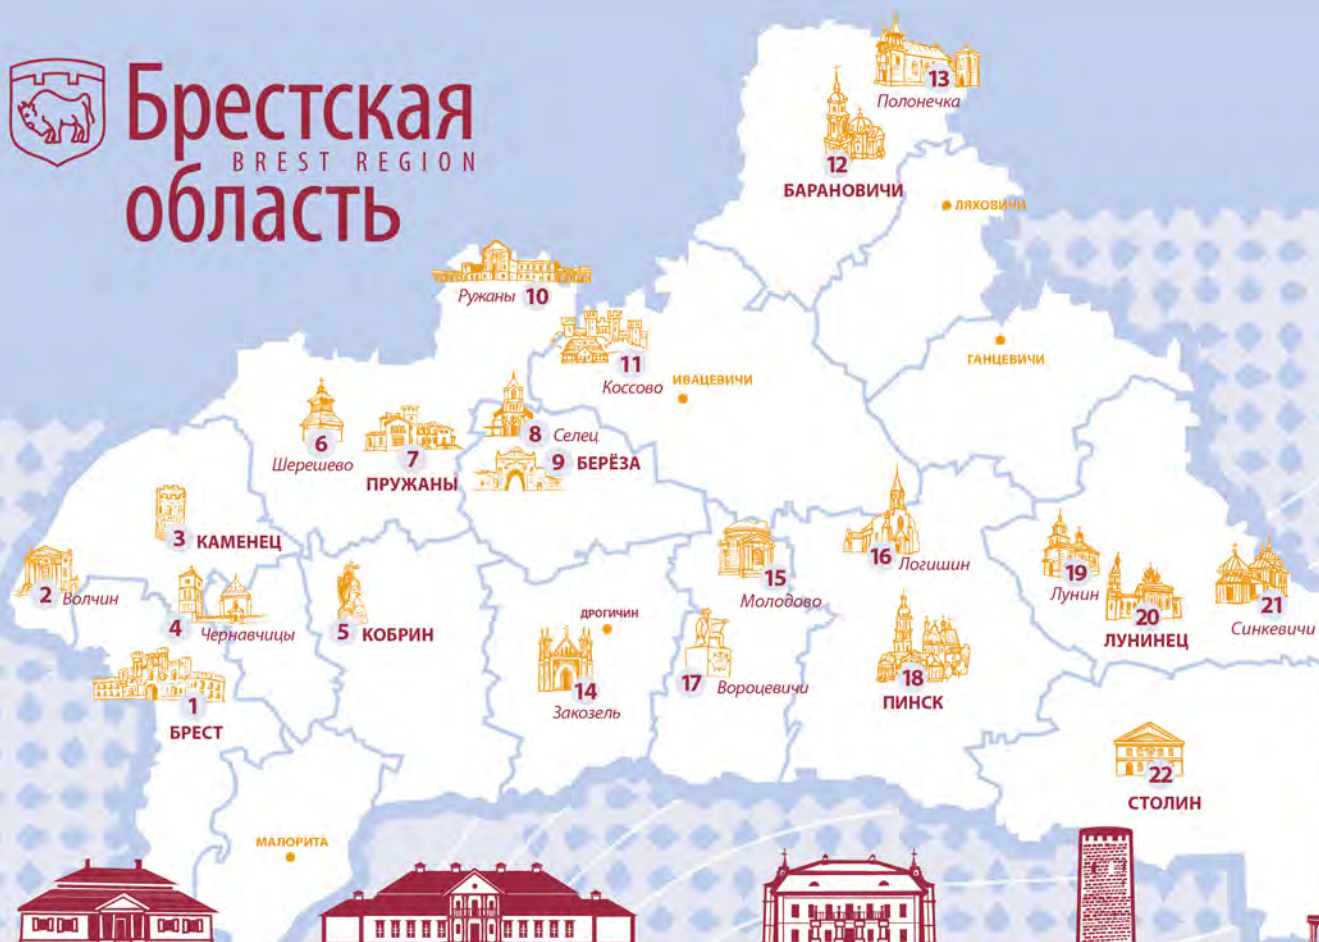 Брестская
BREST REGION
область
13
Полонечка
12
БАРАНОВИЧИ
ЛЯХОВИЧИ
Ружаны 10
11
Коссово
ИВАЦЕВИЧИ
ГАНЦЕВИЧИ
6
Шерешево
7
ПРУЖАНЫ
8 Селец
9 БЕРЁЗА
3 КАМЕНЕЦ
2 Волчин
4 Чернавчицы
5 КОБРИН
1
БРЕСТ
ДРОГИЧИН
14
Закозель
15
Молодово
16 Логишин
17 Вороцевичи
18
ПИНСК
19
Лунин
20
ЛУНИНЕЦ
21
Синкевичи
22
СТОЛИН
МАЛОРИТА